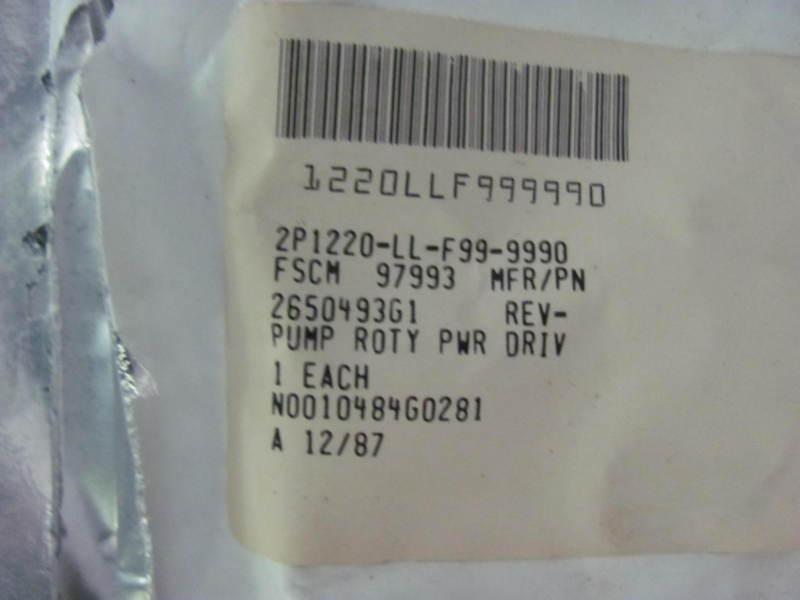 1220LLF999990
2P1220-LL-F99-9990
FSCM 97993 MFR/PN
2650493G1 REV-
PUMP ROTY PWR DRIV
1 EACH
N0010484G0281
A 12/87